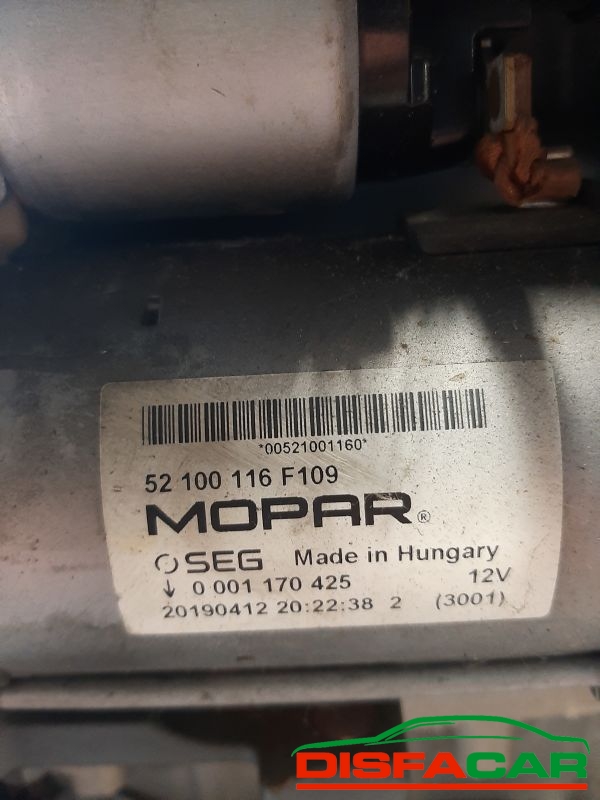 *00521001160*
52 100 116 F109
MOPAR®
SEG Made in Hungary
↓ 0 001 170 425 12V
20190412 20:22:38 2 (3001)
DISFACAR